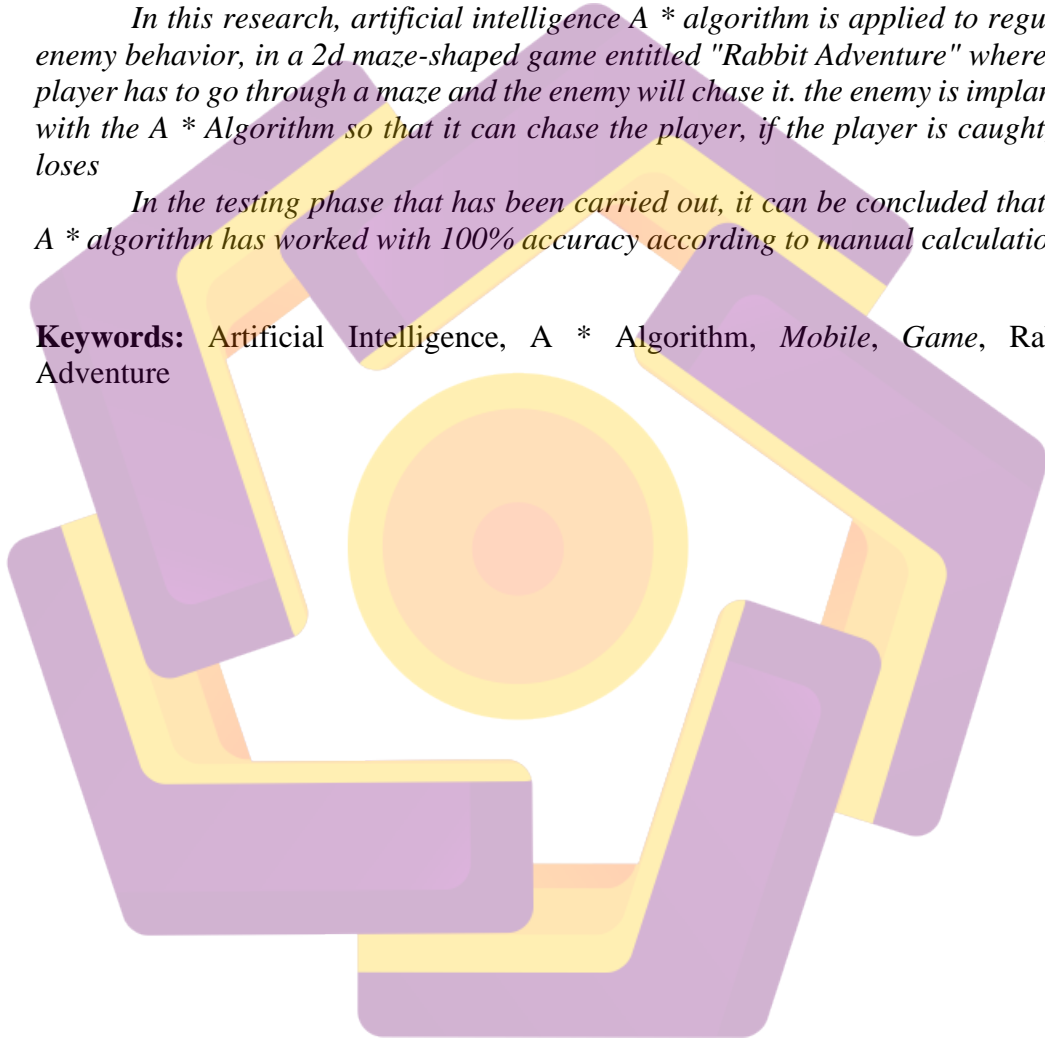 In this research, artificial intelligence A * algorithm is applied to regu
enemy behavior, in a 2d maze-shaped game entitled "Rabbit Adventure" where
player has to go through a maze and the enemy will chase it. the enemy is implan
with the A * Algorithm so that it can chase the player, if the player is caught
loses
In the testing phase that has been carried out, it can be concluded that
A * algorithm has worked with 100% accuracy according to manual calculatio
Keywords: Artificial Intelligence, A * Algorithm, Mobile, Game, Ra
Adventure